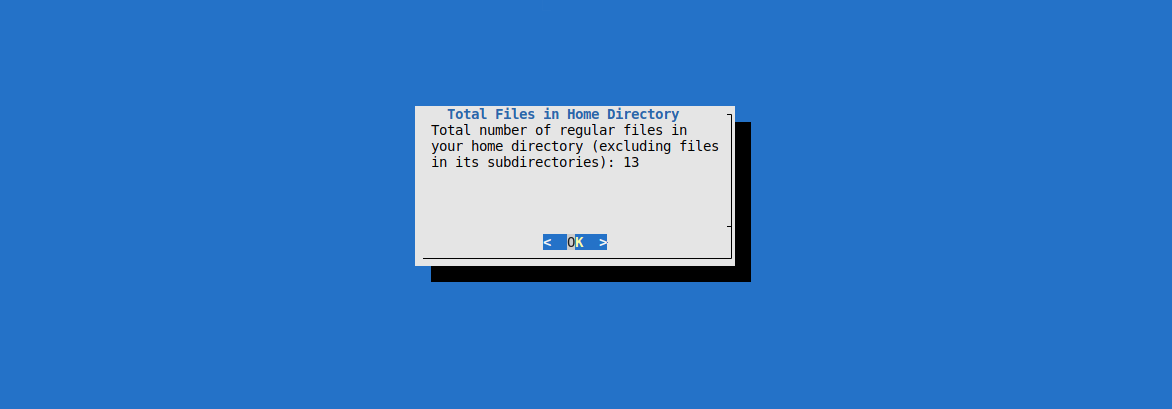 Total Files in Home Directory
Total number of regular files in
your home directory (excluding files
in its subdirectories): 13
<  OK  >